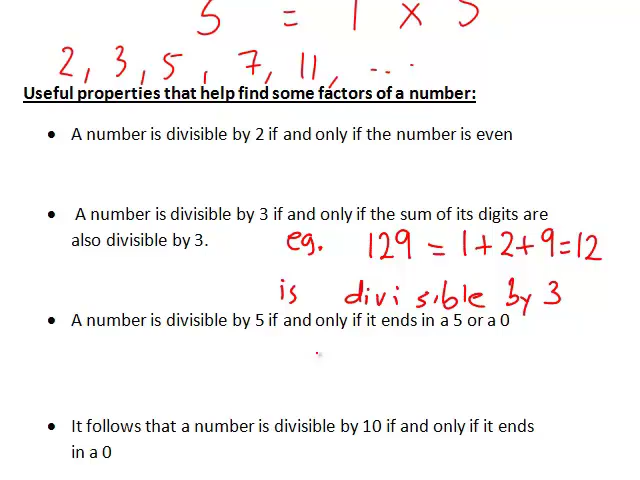 5 = 1 × 5
2, 3, 5, 7, 11, ...
Useful properties that help find some factors of a number:
• A number is divisible by 2 if and only if the number is even
• A number is divisible by 3 if and only if the sum of its digits are
also divisible by 3.
eg. 129 = 1+2+9=12
is divisible by 3
• A number is divisible by 5 if and only if it ends in a 5 or a 0
• It follows that a number is divisible by 10 if and only if it ends
in a 0